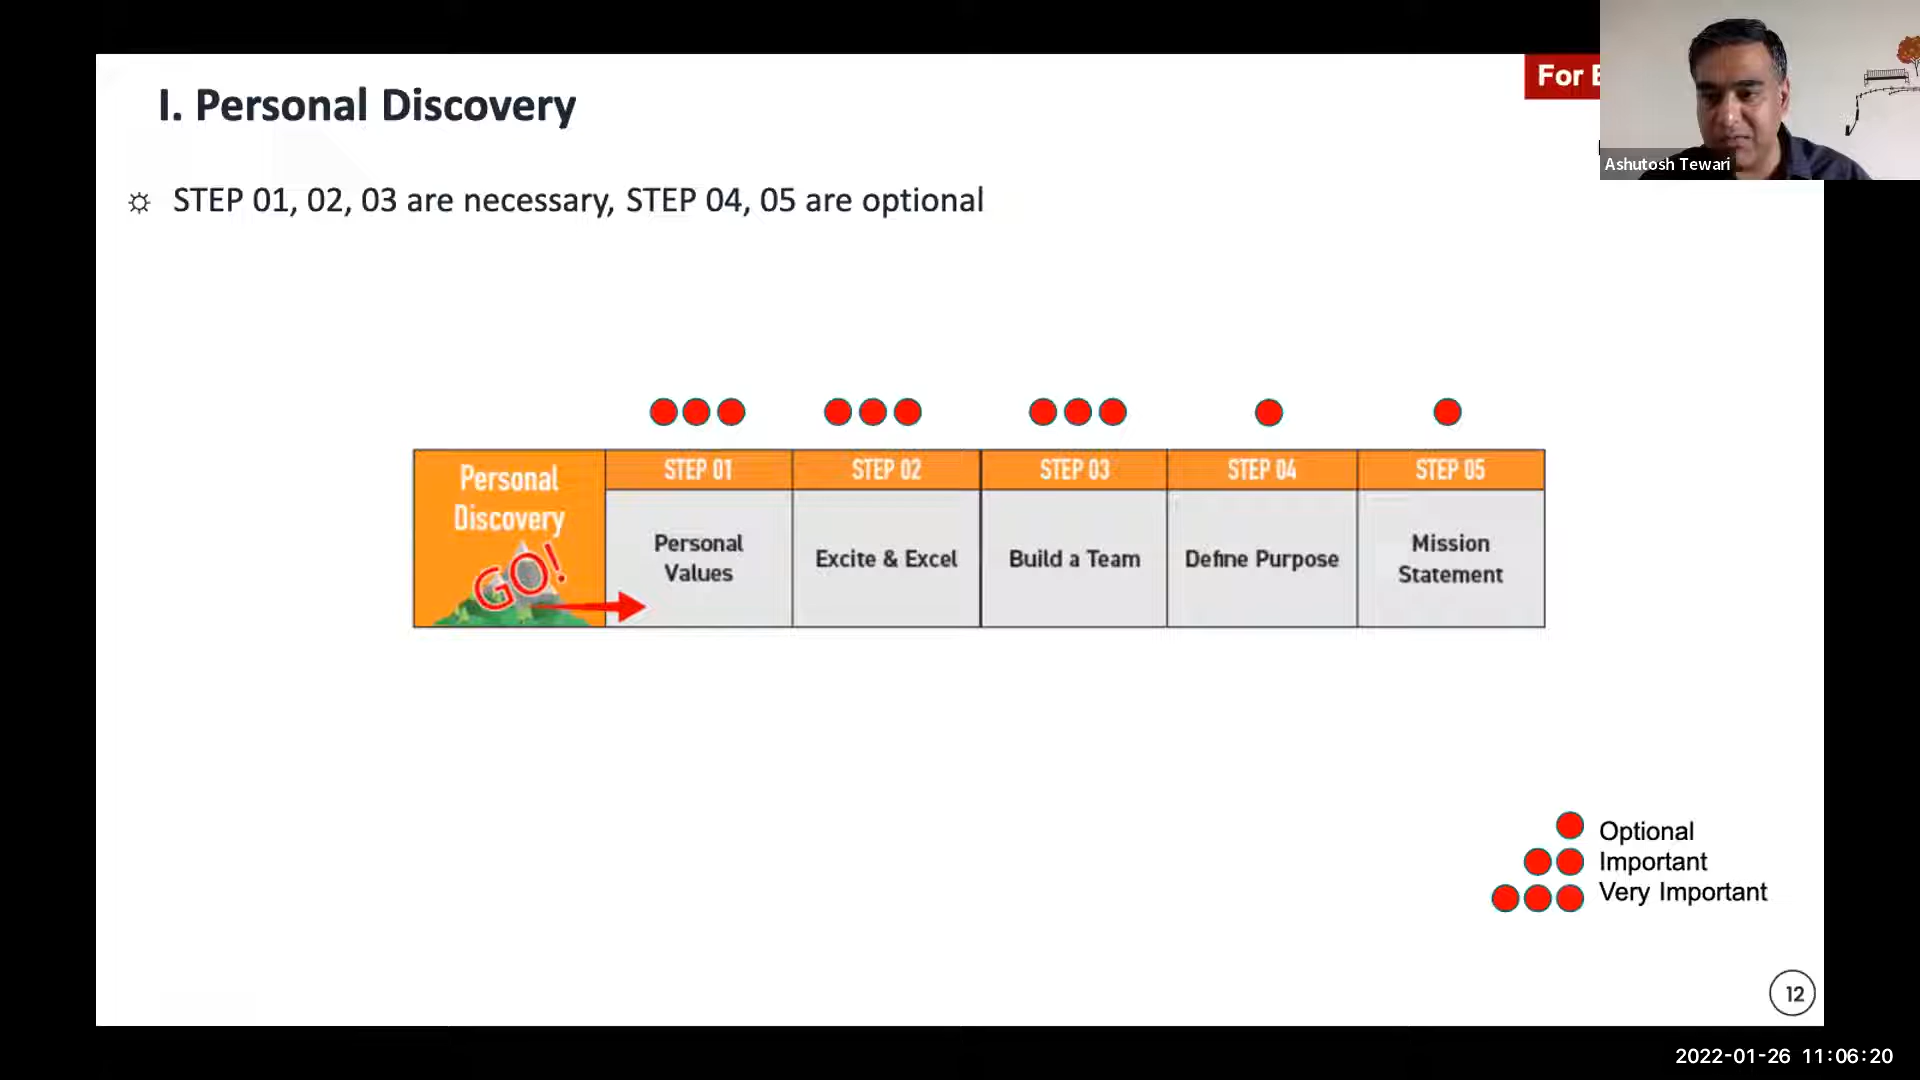 I. Personal Discovery
For
Ashutosh Tewari
STEP 01, 02, 03 are necessary, STEP 04, 05 are optional
Personal
Discovery
GO!
STEP 01
STEP 02
STEP 03
STEP 04
STEP 05
Personal
Values
Excite & Excel
Build a Team
Define Purpose
Mission
Statement
Optional
Important
Very Important
12
2022-01-26 11:06:20